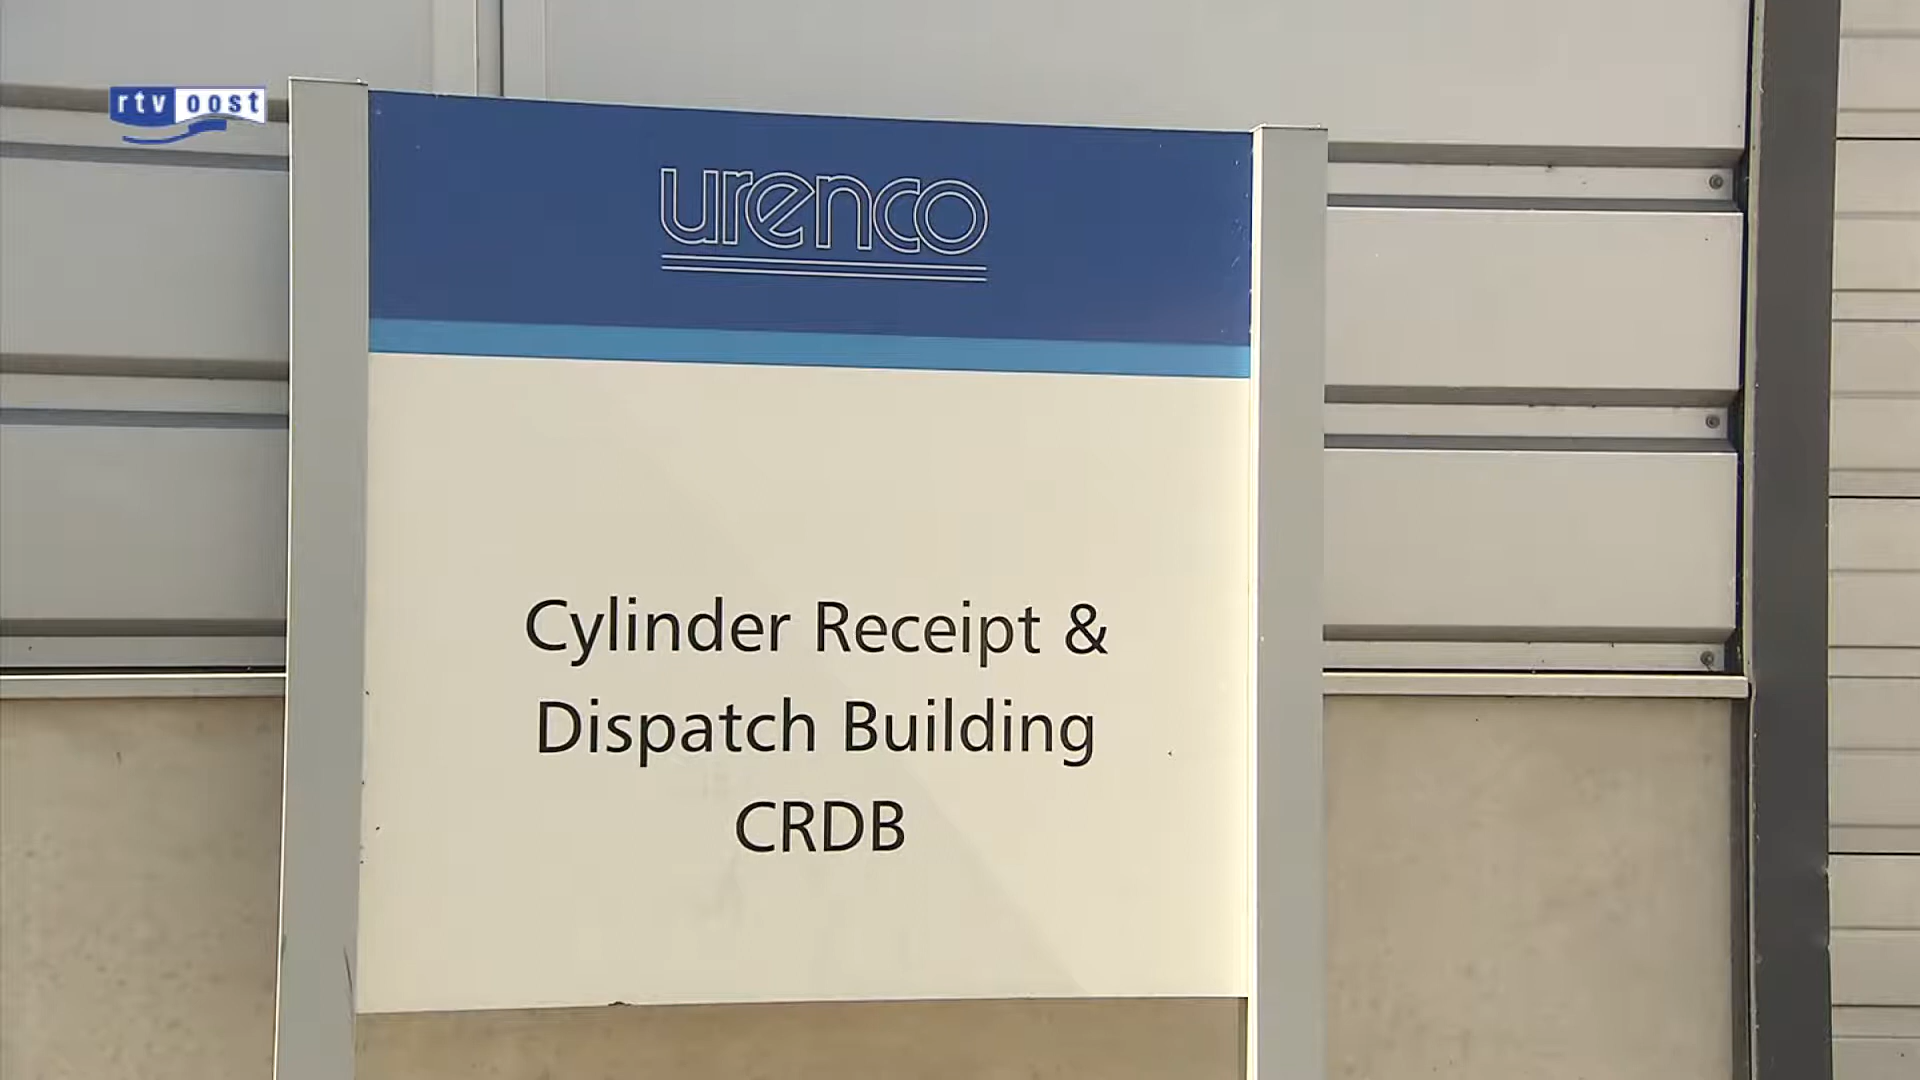 rtv oost
urenco
Cylinder Receipt &
Dispatch Building
CRDB